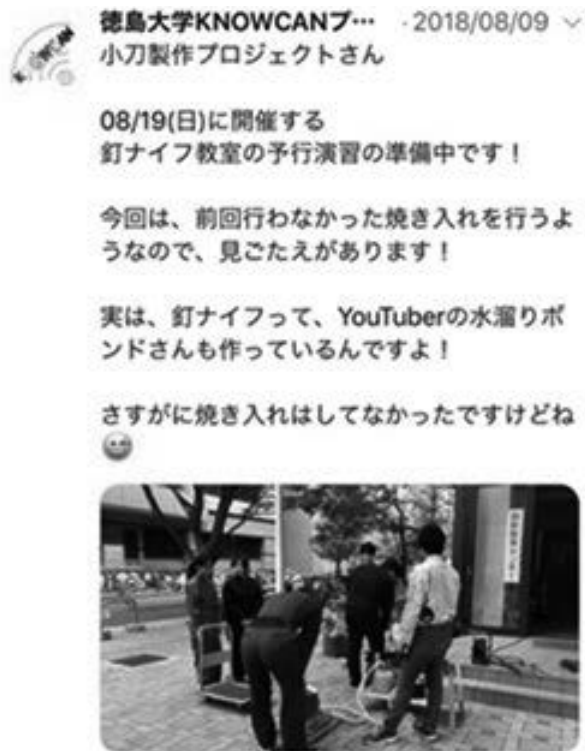 徳島大学KNOWCANプ… ・2018/08/09
小刀製作プロジェクトさん
08/19(日)に開催する
釘ナイフ教室の予行演習の準備中です！
今回は、前回行わなかった焼き入れを行うよ
うなので、見ごたえがあります！
実は、釘ナイフって、YouTuberの水溜りボ
ンドさんも作っているんですよ！
さすがに焼き入れはしてなかったですけどね